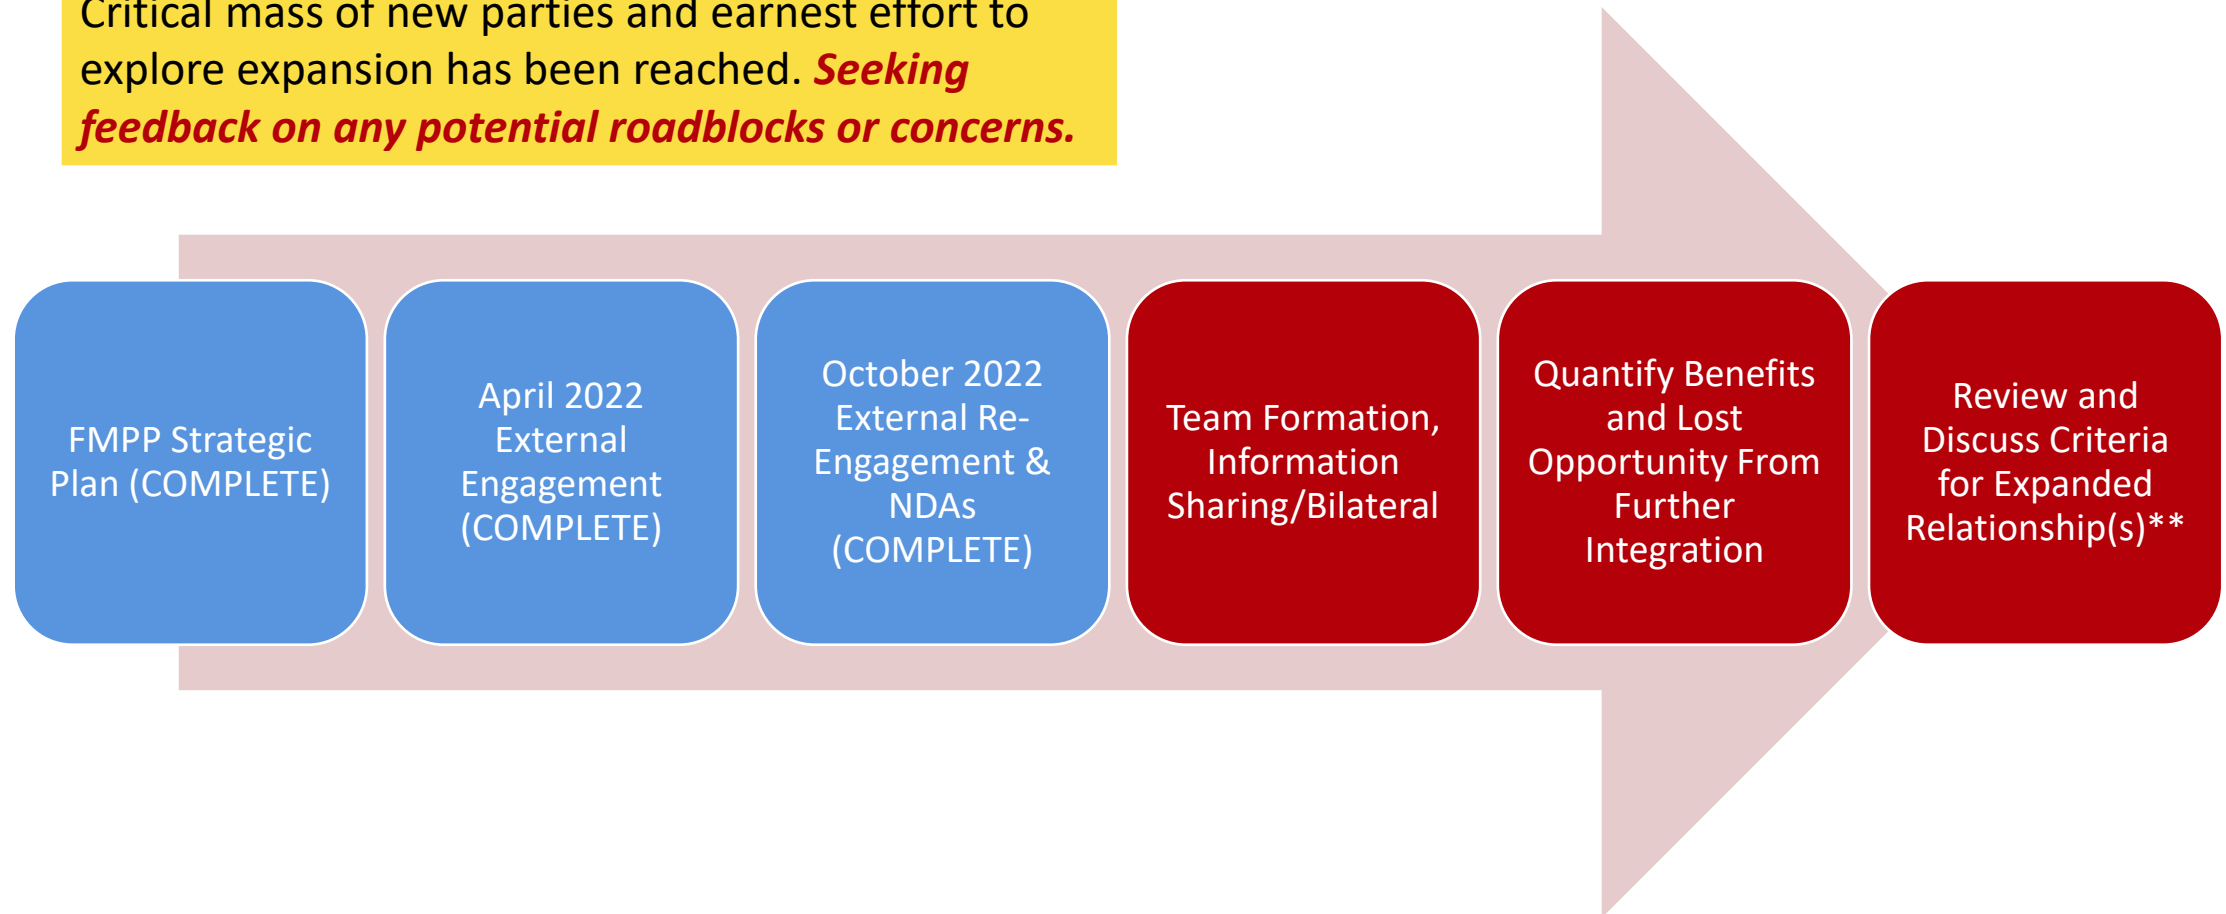 Critical mass of new parties and earnest effort to
explore expansion has been reached. Seeking
feedback on any potential roadblocks or concerns.
FMPP Strategic
Plan (COMPLETE)
April 2022
External
Engagement
(COMPLETE)
October 2022
External Re-
Engagement &
NDAs
(COMPLETE)
Team Formation,
Information
Sharing/Bilateral
Quantify Benefits
and Lost
Opportunity From
Further
Integration
Review and
Discuss Criteria
for Expanded
Relationship(s)**